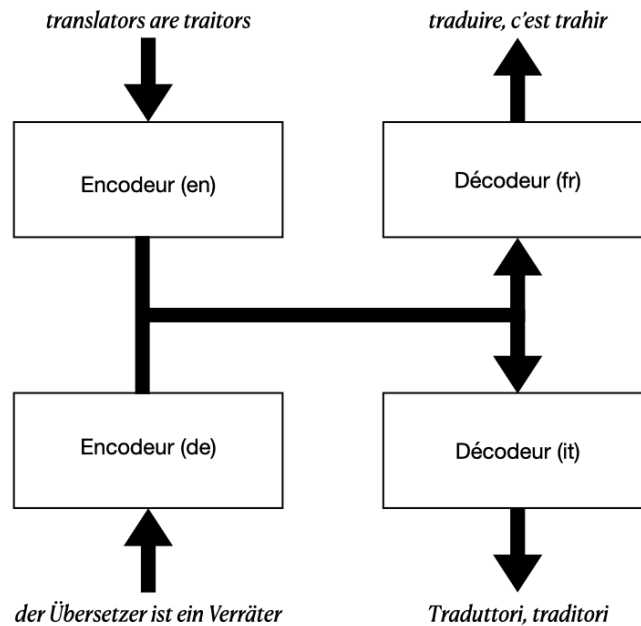 translators are traitors
traduire, c’est trahir
Encodeur (en)
Décodeur (fr)
Encodeur (de)
Décodeur (it)
der Übersetzer ist ein Verräter
Traduttori, traditori